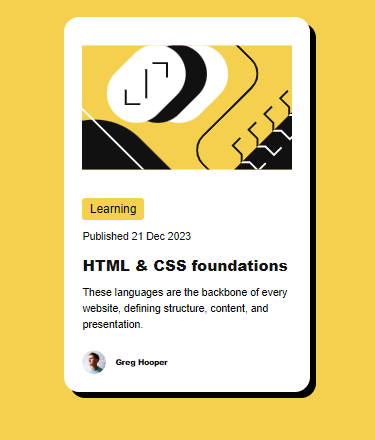 Learning
Published 21 Dec 2023
HTML & CSS foundations
These languages are the backbone of every
website, defining structure, content, and
presentation.
Greg Hooper